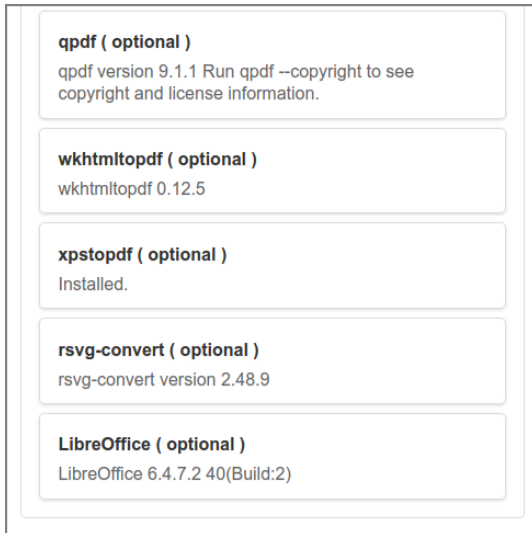 qpdf ( optional )
qpdf version 9.1.1 Run qpdf --copyright to see
copyright and license information.
wkhtmltopdf ( optional )
wkhtmltopdf 0.12.5
xpstopdf ( optional )
Installed.
rsvg-convert ( optional )
rsvg-convert version 2.48.9
LibreOffice ( optional )
LibreOffice 6.4.7.2 40(Build:2)